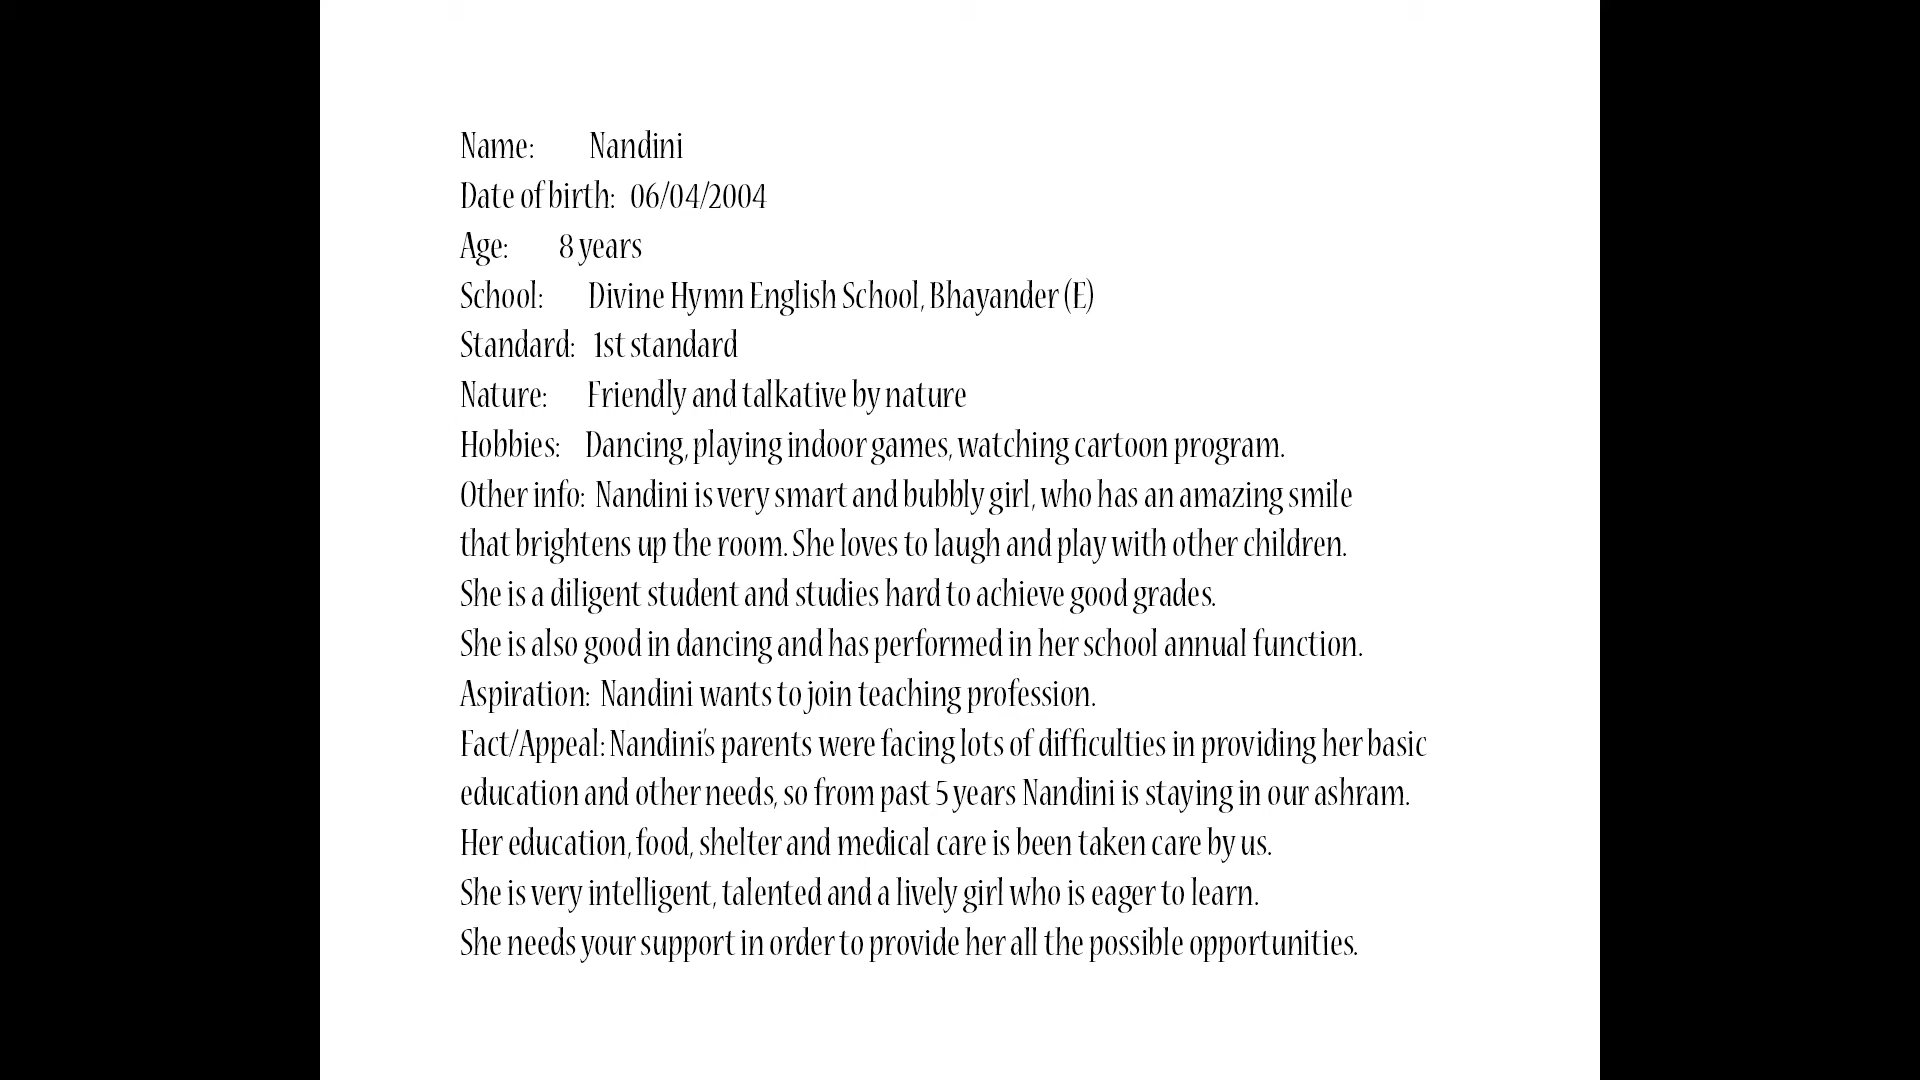 Name: Nandini
Date of birth: 06/04/2004
Age: 8 years
School: Divine Hymn English School, Bhayander (E)
Standard: 1st standard
Nature: Friendly and talkative by nature
Hobbies: Dancing, playing indoor games, watching cartoon program.
Other info: Nandini is very smart and bubbly girl, who has an amazing smile
that brightens up the room. She loves to laugh and play with other children.
She is a diligent student and studies hard to achieve good grades.
She is also good in dancing and has performed in her school annual function.
Aspiration: Nandini wants to join teaching profession.
Fact/Appeal: Nandini's parents were facing lots of difficulties in providing her basic
education and other needs, so from past 5 years Nandini is staying in our ashram.
Her education, food, shelter and medical care is been taken care by us.
She is very intelligent, talented and a lively girl who is eager to learn.
She needs your support in order to provide her all the possible opportunities.